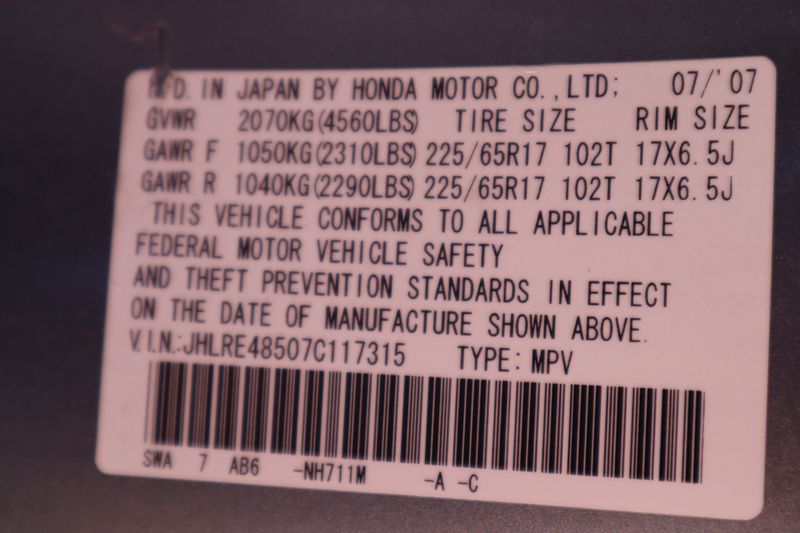 MFD. IN JAPAN BY HONDA MOTOR CO.,LTD: 07/'07
GVWR 2070KG(4560LBS) TIRE SIZE RIM SIZE
GAWR F 1050KG(2310LBS) 225/65R17 102T 17X6.5J
GAWR R 1040KG(2290LBS) 225/65R17 102T 17X6.5J
THIS VEHICLE CONFORMS TO ALL APPLICABLE
FEDERAL MOTOR VEHICLE SAFETY
AND THEFT PREVENTION STANDARDS IN EFFECT
ON THE DATE OF MANUFACTURE SHOWN ABOVE.
V.I.N.:JHLRE48507C117315 TYPE: MPV
SWA 7 AB6 -NH711M -A -C